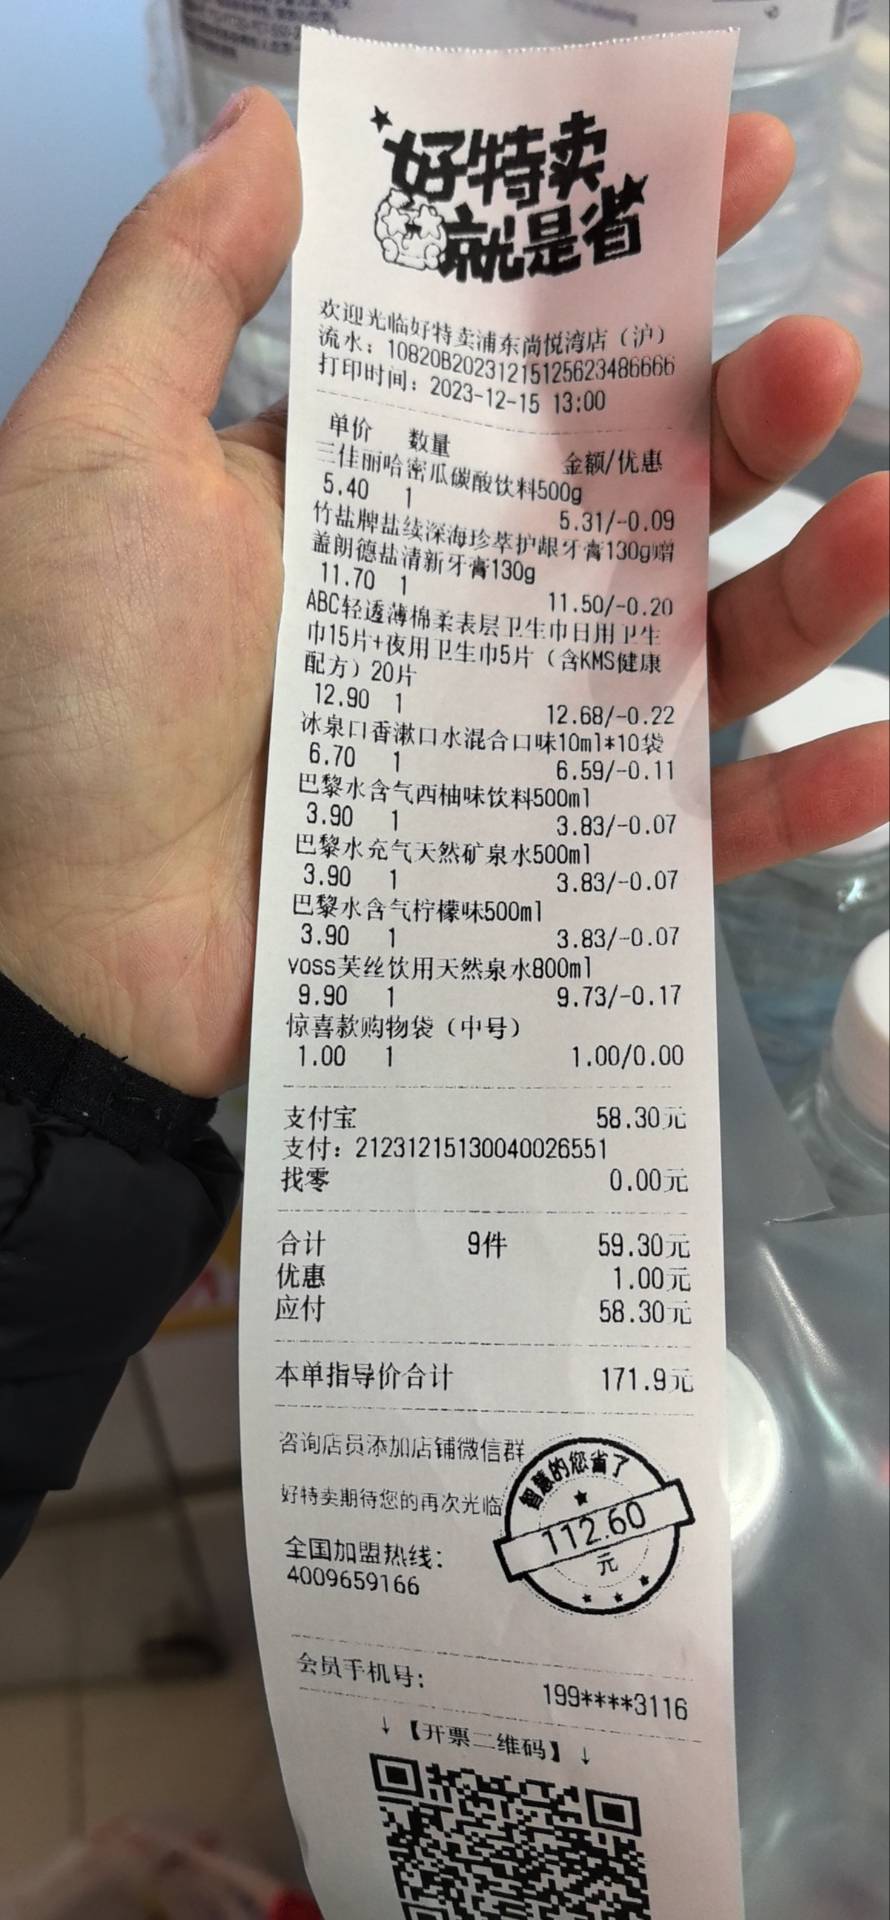 好特卖
就是省
欢迎光临好特卖浦东尚悦湾店（沪）
流水：10820B20231215125623486666
打印时间：2023-12-15 13:00
单价 数量 金额/优惠
三佳丽哈密瓜碳酸饮料500g
5.40 1 5.31/-0.09
竹盐牌盐续深海珍萃护龈牙膏130g赠
盖朗德盐清新牙膏130g
11.70 1 11.50/-0.20
ABC轻透薄棉柔表层卫生巾日用卫生
巾15片+夜用卫生巾5片（含KMS健康
配方）20片
12.90 1 12.68/-0.22
冰泉口香漱口水混合口味10ml*10袋
6.70 1 6.59/-0.11
巴黎水含气西柚味饮料500ml
3.90 1 3.83/-0.07
巴黎水充气天然矿泉水500ml
3.90 1 3.83/-0.07
巴黎水含气柠檬味500ml
3.90 1 3.83/-0.07
voss芙丝饮用天然泉水800ml
9.90 1 9.73/-0.17
惊喜款购物袋（中号）
1.00 1 1.00/0.00
支付宝 58.30元
支付：21231215130040026551
找零 0.00元
合计 9件 59.30元
优惠 1.00元
应付 58.30元
本单指导价合计 171.9元
咨询店员添加店铺微信群
好特卖期待您的再次光临
全国加盟热线：
4009659166
智慧的您省了
112.60
元
会员手机号： 199****3116
↓【开票二维码】↓